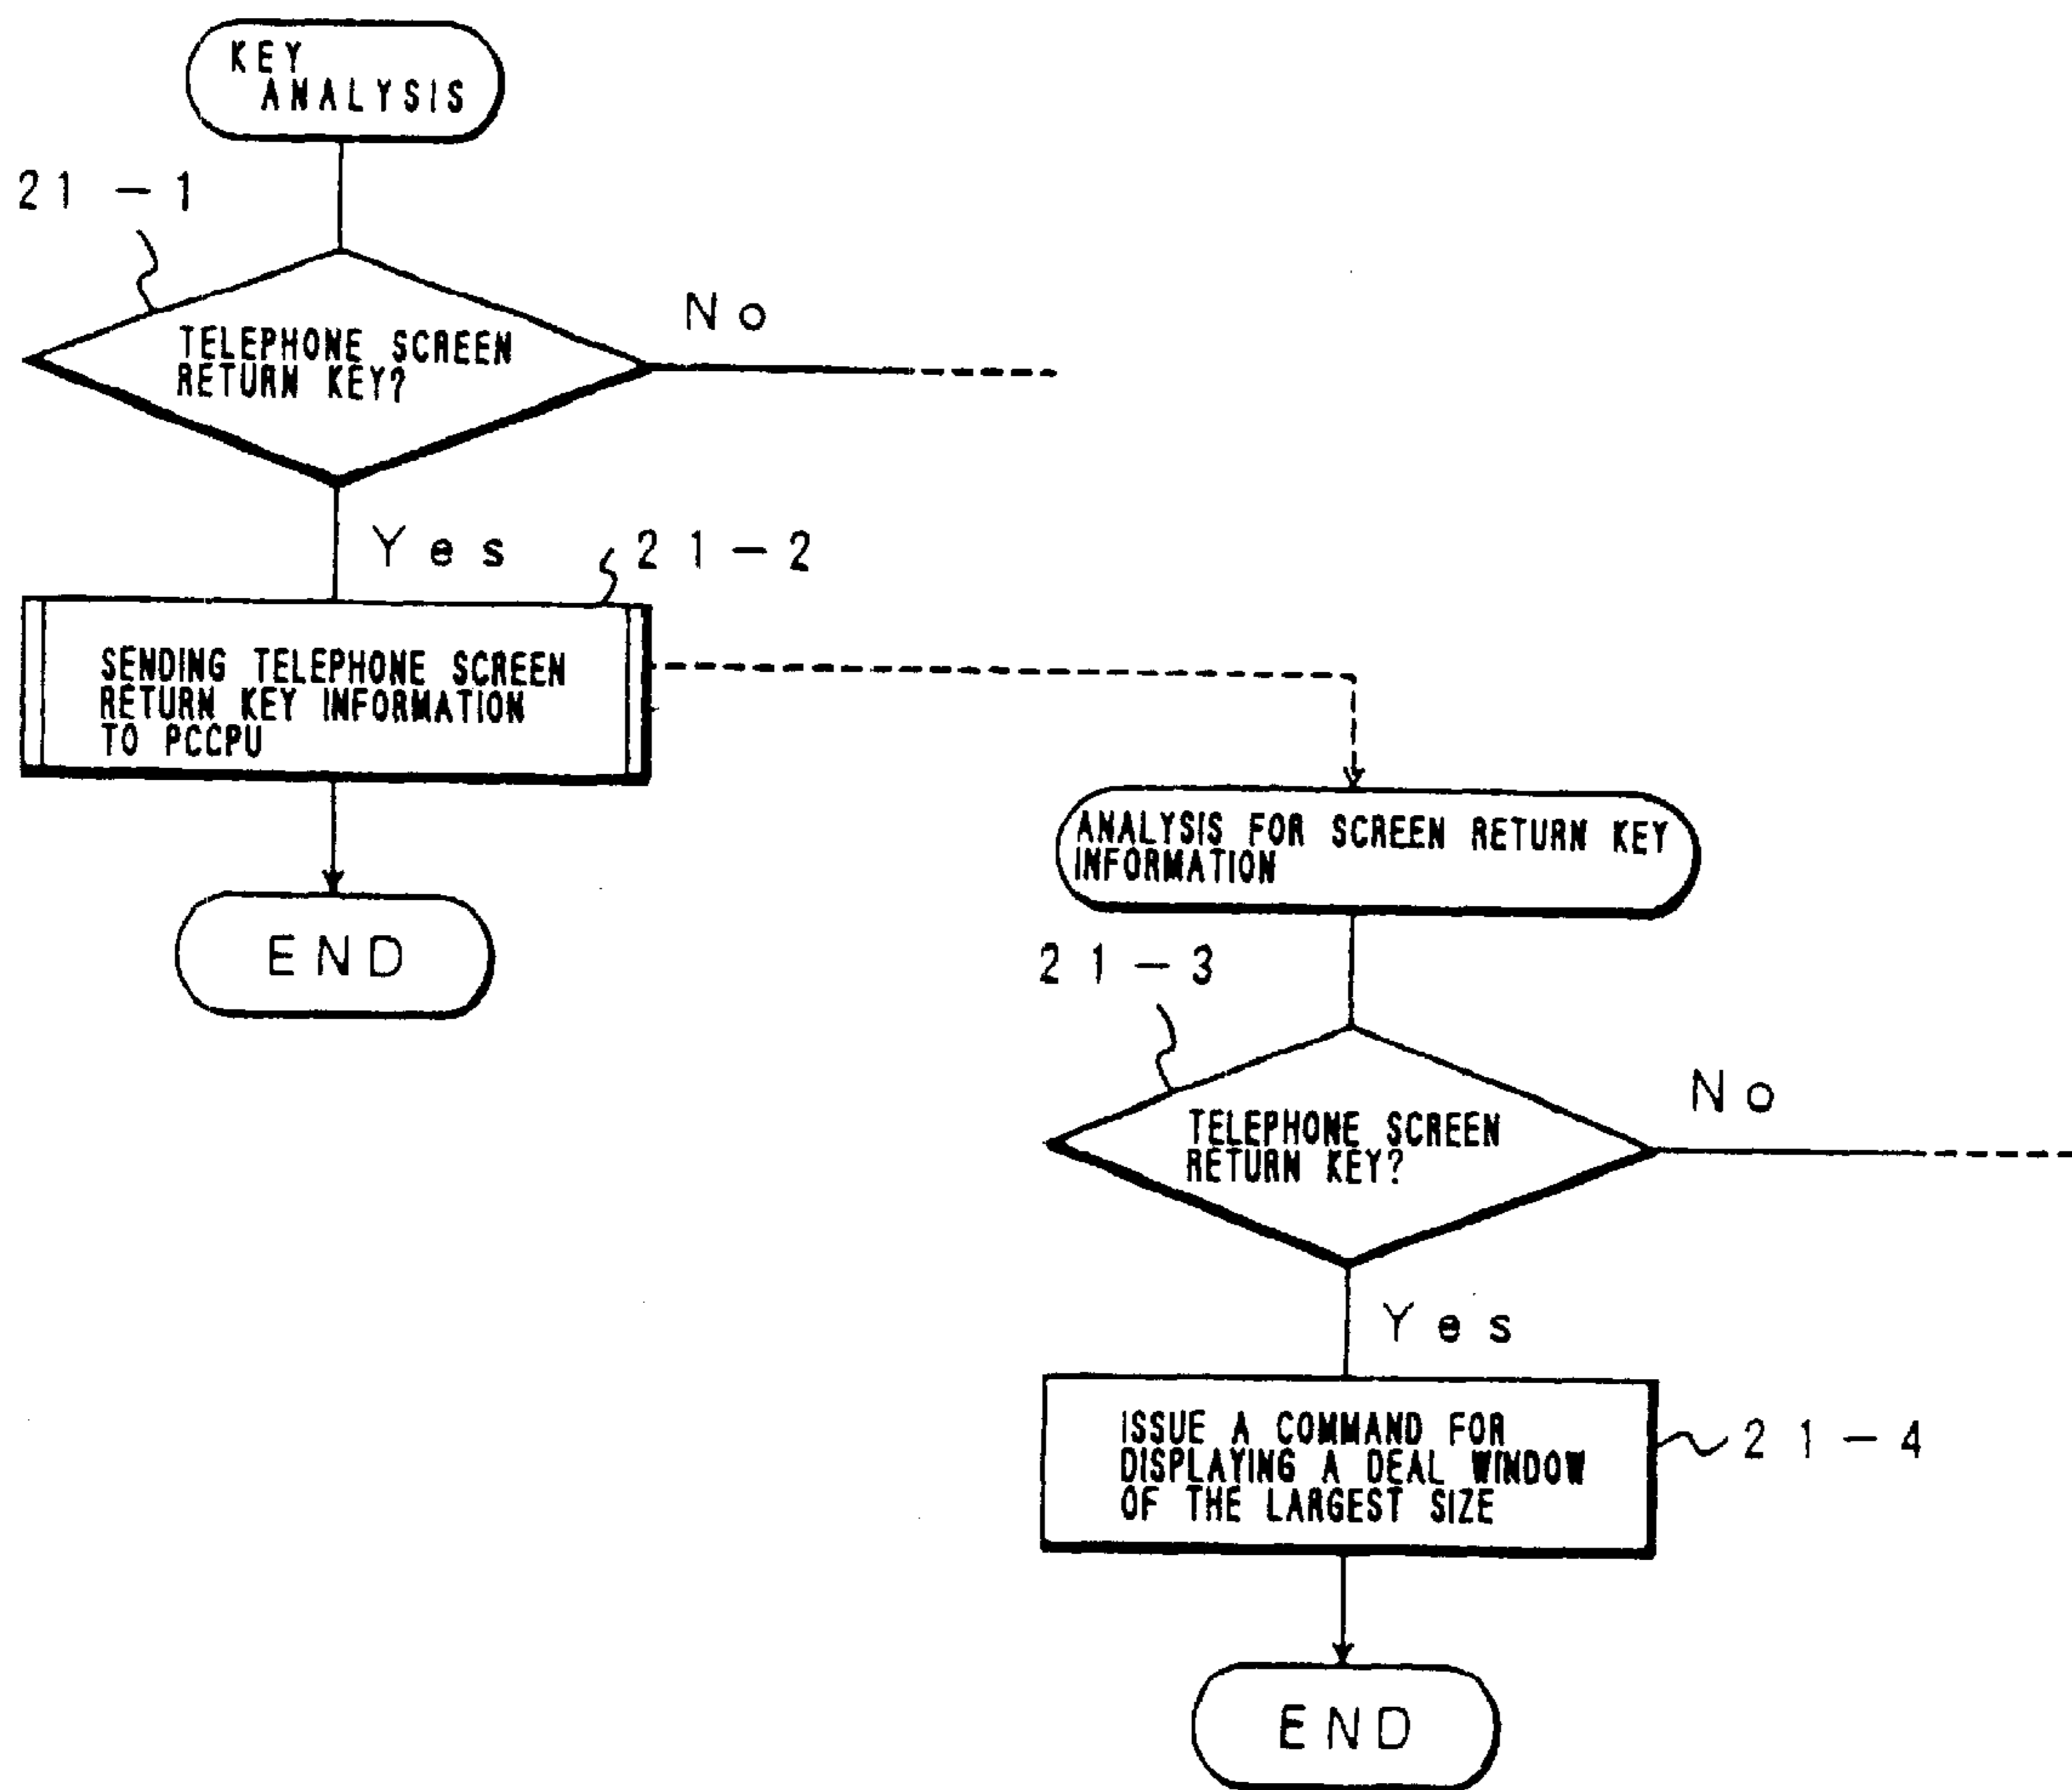 KEY
ANALYSIS
21-1
TELEPHONE SCREEN
RETURN KEY?
No
Yes
21-2
SENDING TELEPHONE SCREEN
RETURN KEY INFORMATION
TO PCCPU
END
ANALYSIS FOR SCREEN RETURN KEY
INFORMATION
21-3
TELEPHONE SCREEN
RETURN KEY?
No
Yes
ISSUE A COMMAND FOR
DISPLAYING A DEAL WINDOW
OF THE LARGEST SIZE
21-4
END